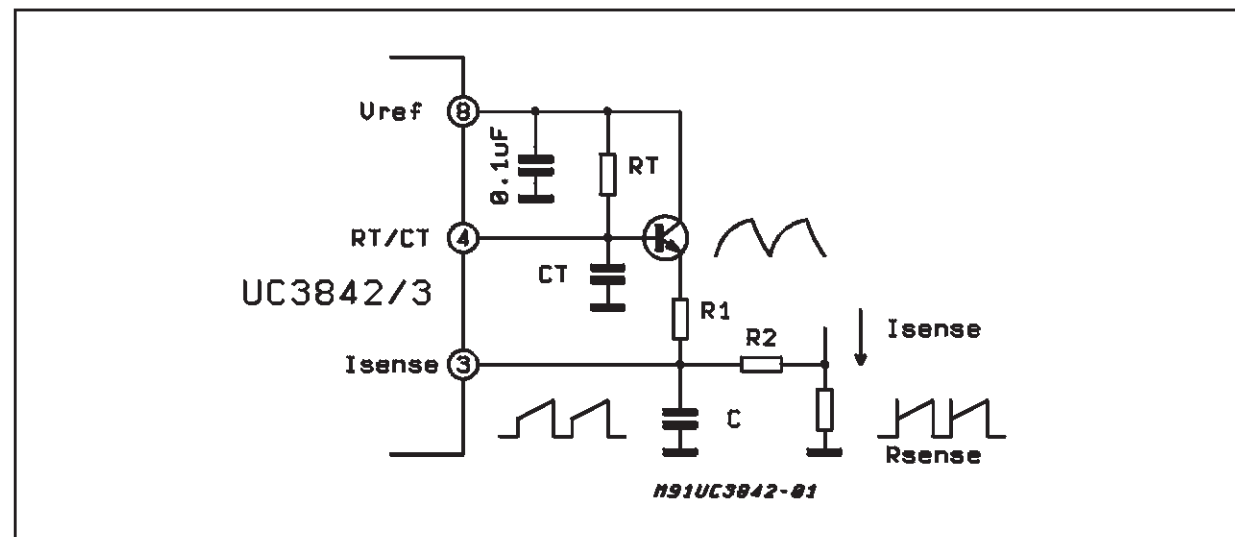 Vref 8
0.1uF
RT
RT/CT 4
CT
UC3842/3
R1
R2
Isense
Isense 3
C
Rsense
M91UC3842-01